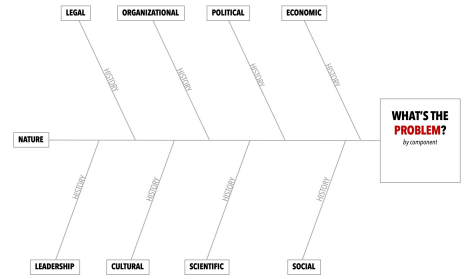 LEGAL
ORGANIZATIONAL
POLITICAL
ECONOMIC
HISTORY
HISTORY
HISTORY
HISTORY
WHAT'S THE
PROBLEM?
by component
NATURE
HISTORY
HISTORY
HISTORY
HISTORY
LEADERSHIP
CULTURAL
SCIENTIFIC
SOCIAL